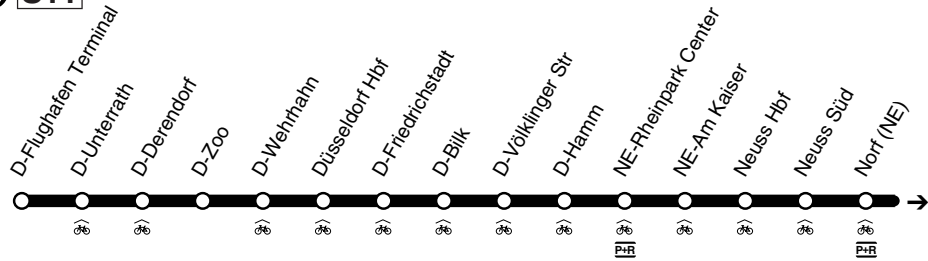 D-Flughafen Terminal
D-Unterrath
D-Derendorf
D-Zoo
D-Wehrhahn
Düsseldorf Hbf
D-Friedrichstadt
D-Bilk
D-Völklinger Str
D-Hamm
NE-Rheinpark Center
NE-Am Kaiser
Neuss Hbf
Neuss Süd
Norf (NE)
P+R
P+R